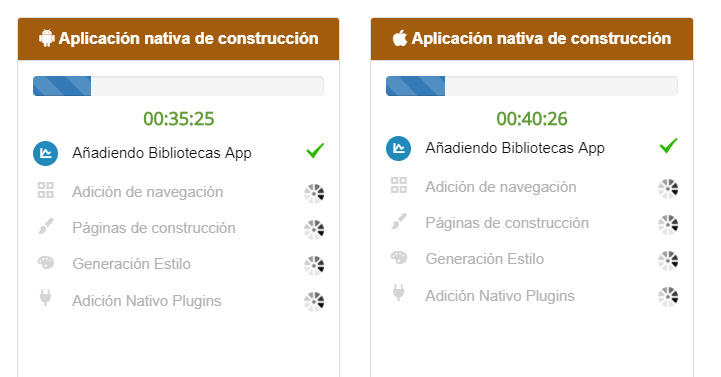 Aplicación nativa de construcción
00:35:25
Añadiendo Bibliotecas App
Adición de navegación
Páginas de construcción
Generación Estilo
Adición Nativo Plugins
Aplicación nativa de construcción
00:40:26
Añadiendo Bibliotecas App
Adición de navegación
Páginas de construcción
Generación Estilo
Adición Nativo Plugins